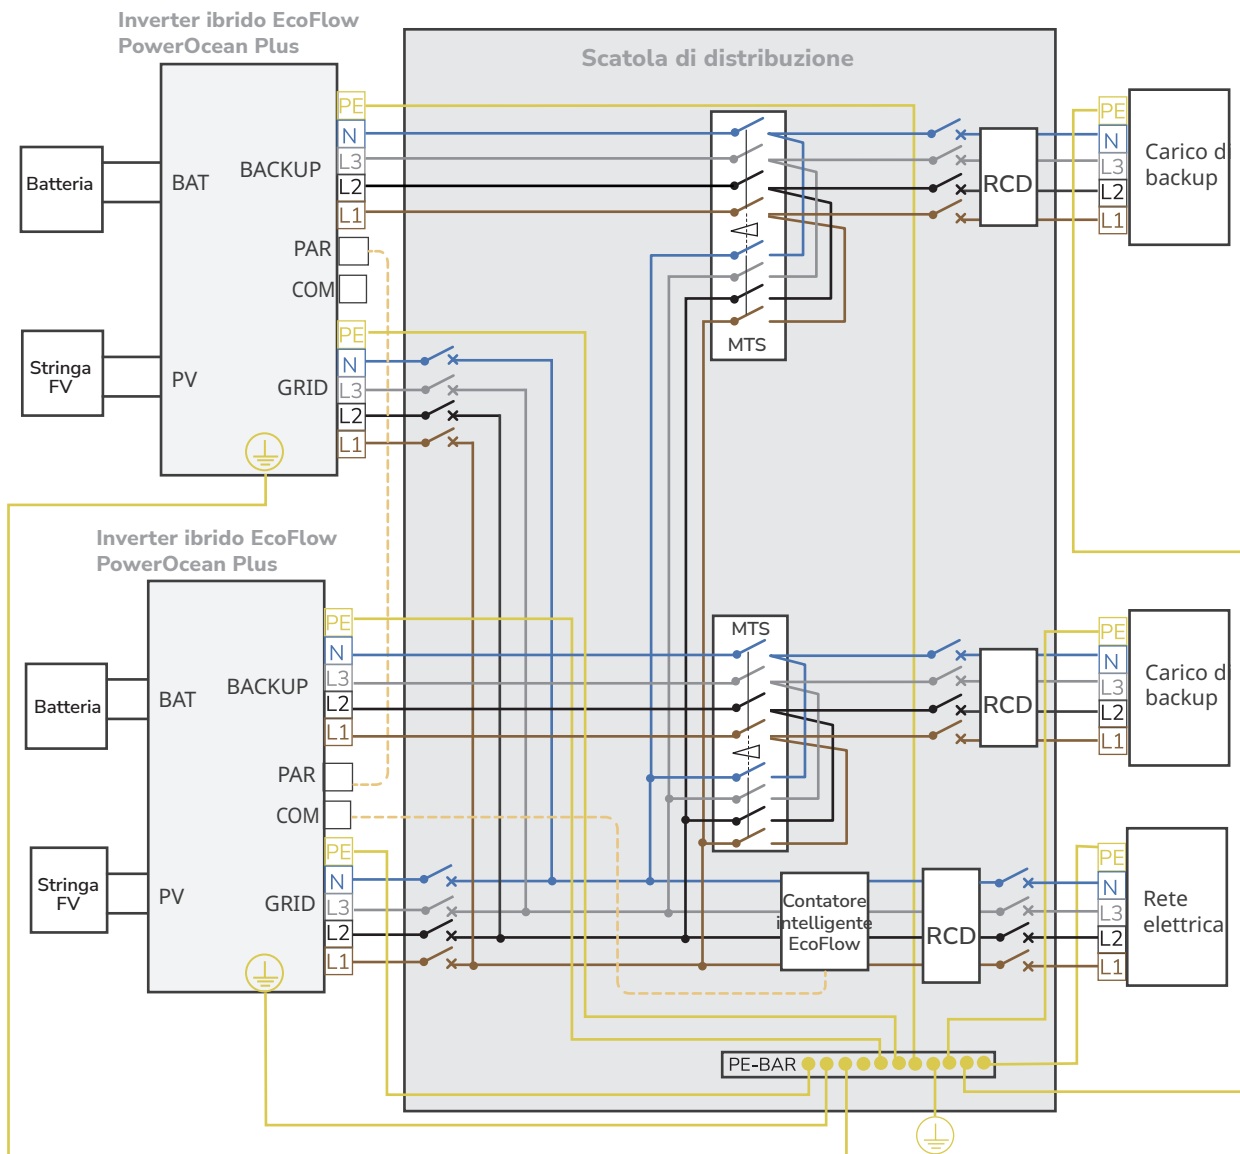 Inverter ibrido EcoFlow
PowerOcean Plus
Scatola di distribuzione
Batteria
BAT
BACKUP
PE
N
L3
L2
L1
PAR
COM
Stringa
FV
PV
GRID
PE
N
L3
L2
L1
MTS
RCD
PE
N
L3
L2
L1
Carico d
backup
Inverter ibrido EcoFlow
PowerOcean Plus
Batteria
BAT
BACKUP
PE
N
L3
L2
L1
PAR
COM
Stringa
FV
PV
GRID
PE
N
L3
L2
L1
MTS
RCD
PE
N
L3
L2
L1
Carico d
backup
Contatore
intelligente
EcoFlow
RCD
PE
N
L3
L2
L1
Rete
elettrica
PE-BAR